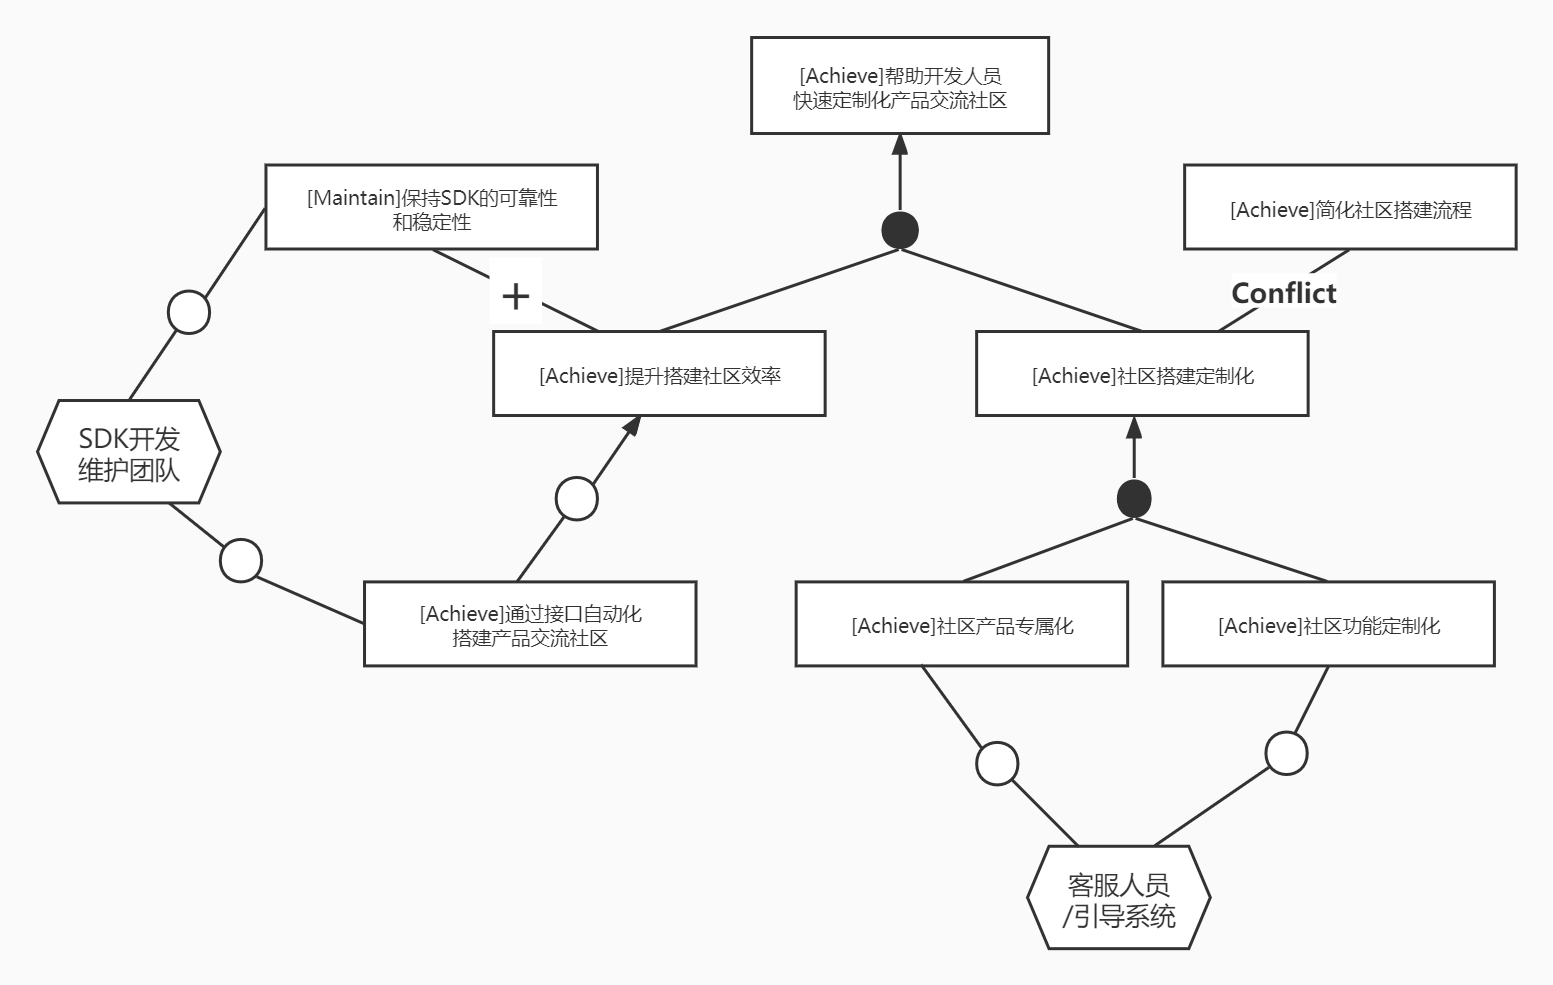 [Achieve]帮助开发人员
快速定制化产品交流社区
[Maintain]保持SDK的可靠性
和稳定性
[Achieve]简化社区搭建流程
+
Conflict
[Achieve]提升搭建社区效率
[Achieve]社区搭建定制化
SDK开发
维护团队
[Achieve]通过接口自动化
搭建产品交流社区
[Achieve]社区产品专属化
[Achieve]社区功能定制化
客服人员
/引导系统